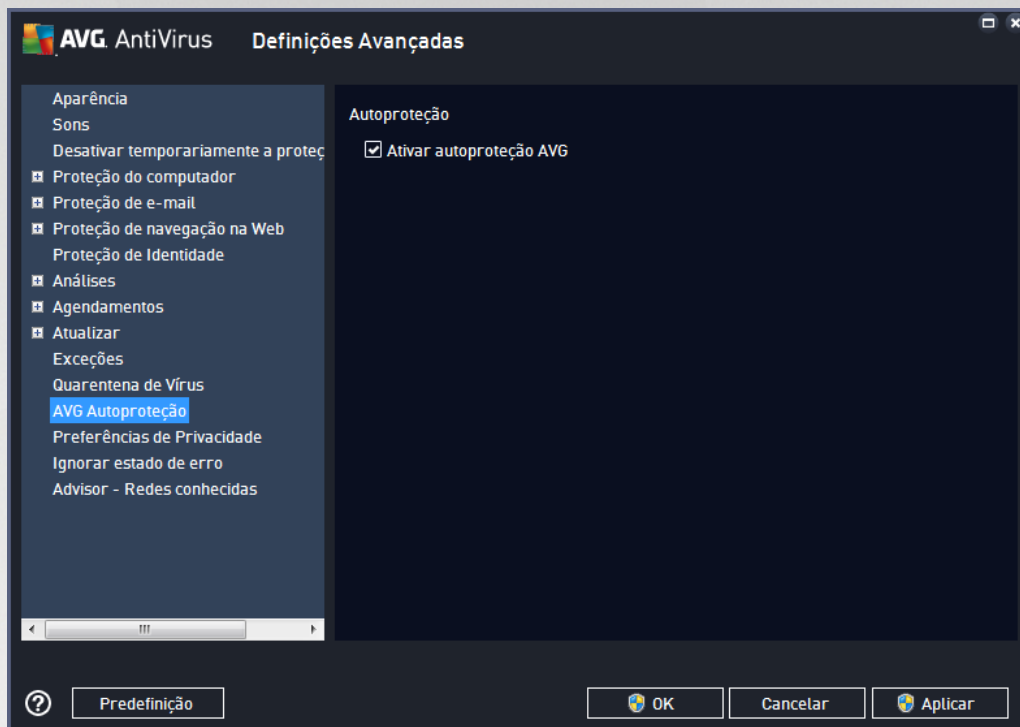 AVG. AntiVirus Definições Avançadas
Aparência
Sons
Desativar temporariamente a proteç
Proteção do computador
Proteção de e-mail
Proteção de navegação na Web
Proteção de Identidade
Análises
Agendamentos
Atualizar
Exceções
Quarentena de Vírus
AVG Autoproteção
Preferências de Privacidade
Ignorar estado de erro
Advisor - Redes conhecidas
Autoproteção
Ativar autoproteção AVG
Predefinição
OK
Cancelar
Aplicar